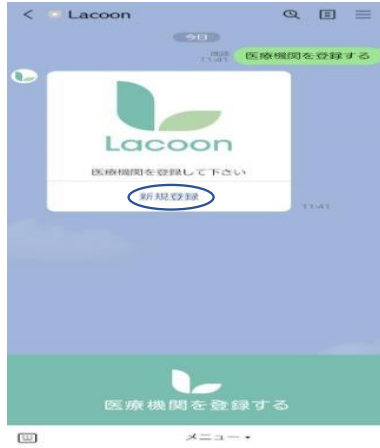 Lacoon
今日
既読
11:41
医療機関を登録する
Lacoon
医療機関を登録して下さい
新規登録
11:41
医療機関を登録する
メニュー